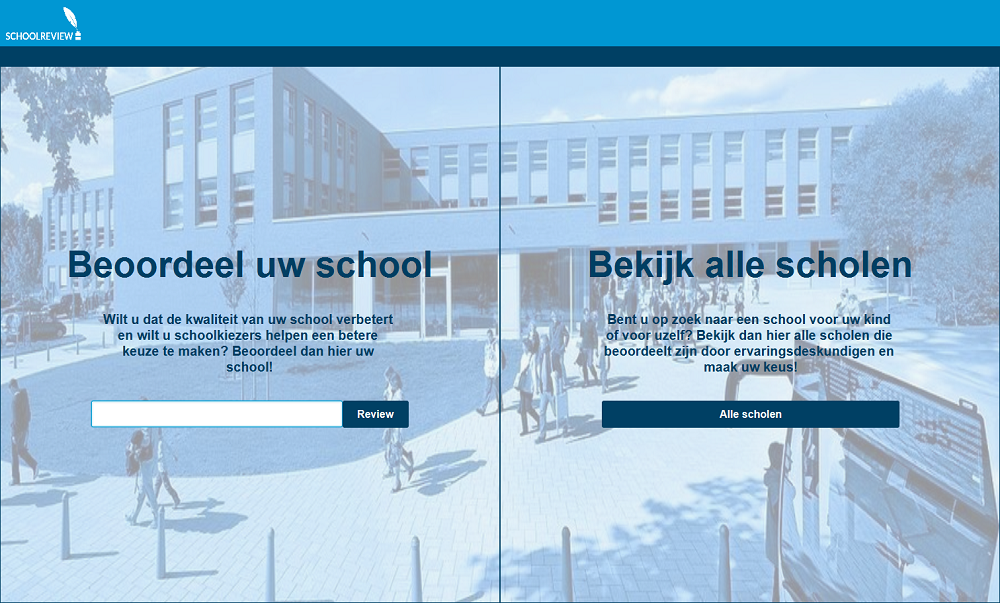 SCHOOLREVIEW
Beoordeel uw school
Wilt u dat de kwaliteit van uw school verbetert
en wilt u schoolkiezers helpen een betere
keuze te maken? Beoordeel dan hier uw
school!
Review
Bekijk alle scholen
Bent u op zoek naar een school voor uw kind
of voor uzelf? Bekijk dan hier alle scholen die
beoordeelt zijn door ervaringsdeskundigen en
maak uw keus!
Alle scholen